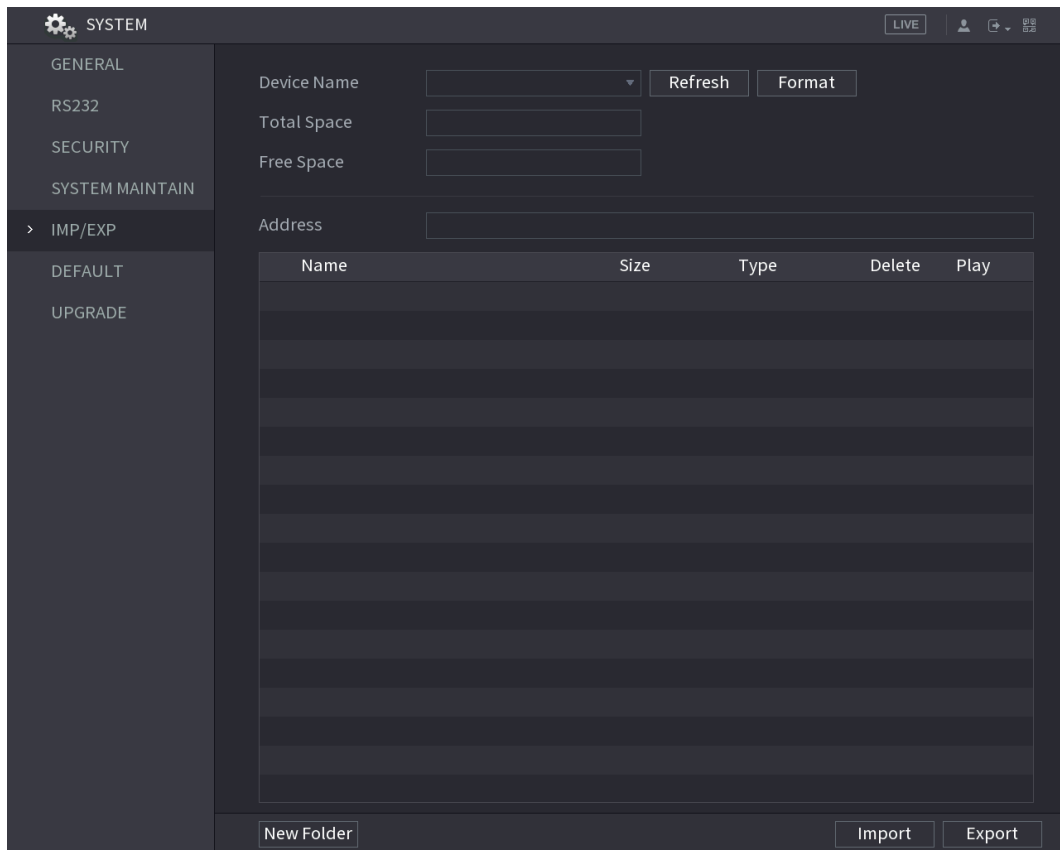 SYSTEM
LIVE
GENERAL
RS232
SECURITY
SYSTEM MAINTAIN
IMP/EXP
DEFAULT
UPGRADE
Device Name
Refresh
Format
Total Space
Free Space
Address
Name Size Type Delete Play
New Folder
Import
Export